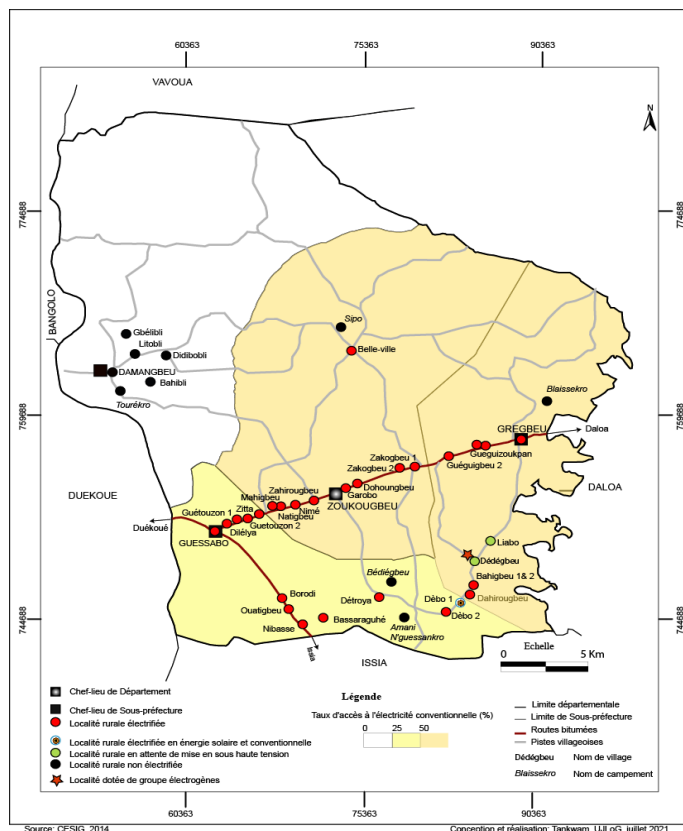 60363 75363 90363
VAVOUA
N
774688 774688
BANGOLO
Sipo
Gbélibli
Litobli
Didibobli
Belle-ville
DAMANGBEU
Bahibli
Tourékro
Blaissekro
759688 759688
GREGBEU
Daloa
Gueguizoukpan
Zakogbeu 1
Guéguigbeu 2
Zakogbeu 2
Dohoungbeu
DUEKOUE
Zahirougbeu
Garobo
DALOA
Mahigbeu
Nimé
ZOUKOUGBEU
Zitta
Natigbeu
Guétouzon 1
Guetouzon 2
Duékoué
Dilélya
GUESSABO
Liabo
Dédégbeu
Bédiégbeu
Bahigbeu 1& 2
Borodi
Détroya
Dèbo 1
Dahirougbeu
Ouatigbeu
Dèbo 2
Bassaraguhé
Amani
N'guessankro
Nibasse
744688 744688
Issia
ISSIA
Echelle
0 5 Km
Légende
Chef-lieu de Département
Chef-lieu de Sous-préfecture
Localité rurale électrifiée
Localité rurale électrifiée en énergie solaire et conventionnelle
Localité rurale en attente de mise en sous haute tension
Localité rurale non électrifiée
Localité dotée de groupe électrogènes
Taux d'accès à l'électricité conventionnelle (%)
0 25 50
Limite départementale
Limite de Sous-préfecture
Routes bitumées
Pistes villageoises
Dédégbeu Nom de village
Blaissekro Nom de campement
60363 75363 90363
Source: CESIG, 2014 Conception et réalisation: Tankwam, UJLoG, juillet 2021